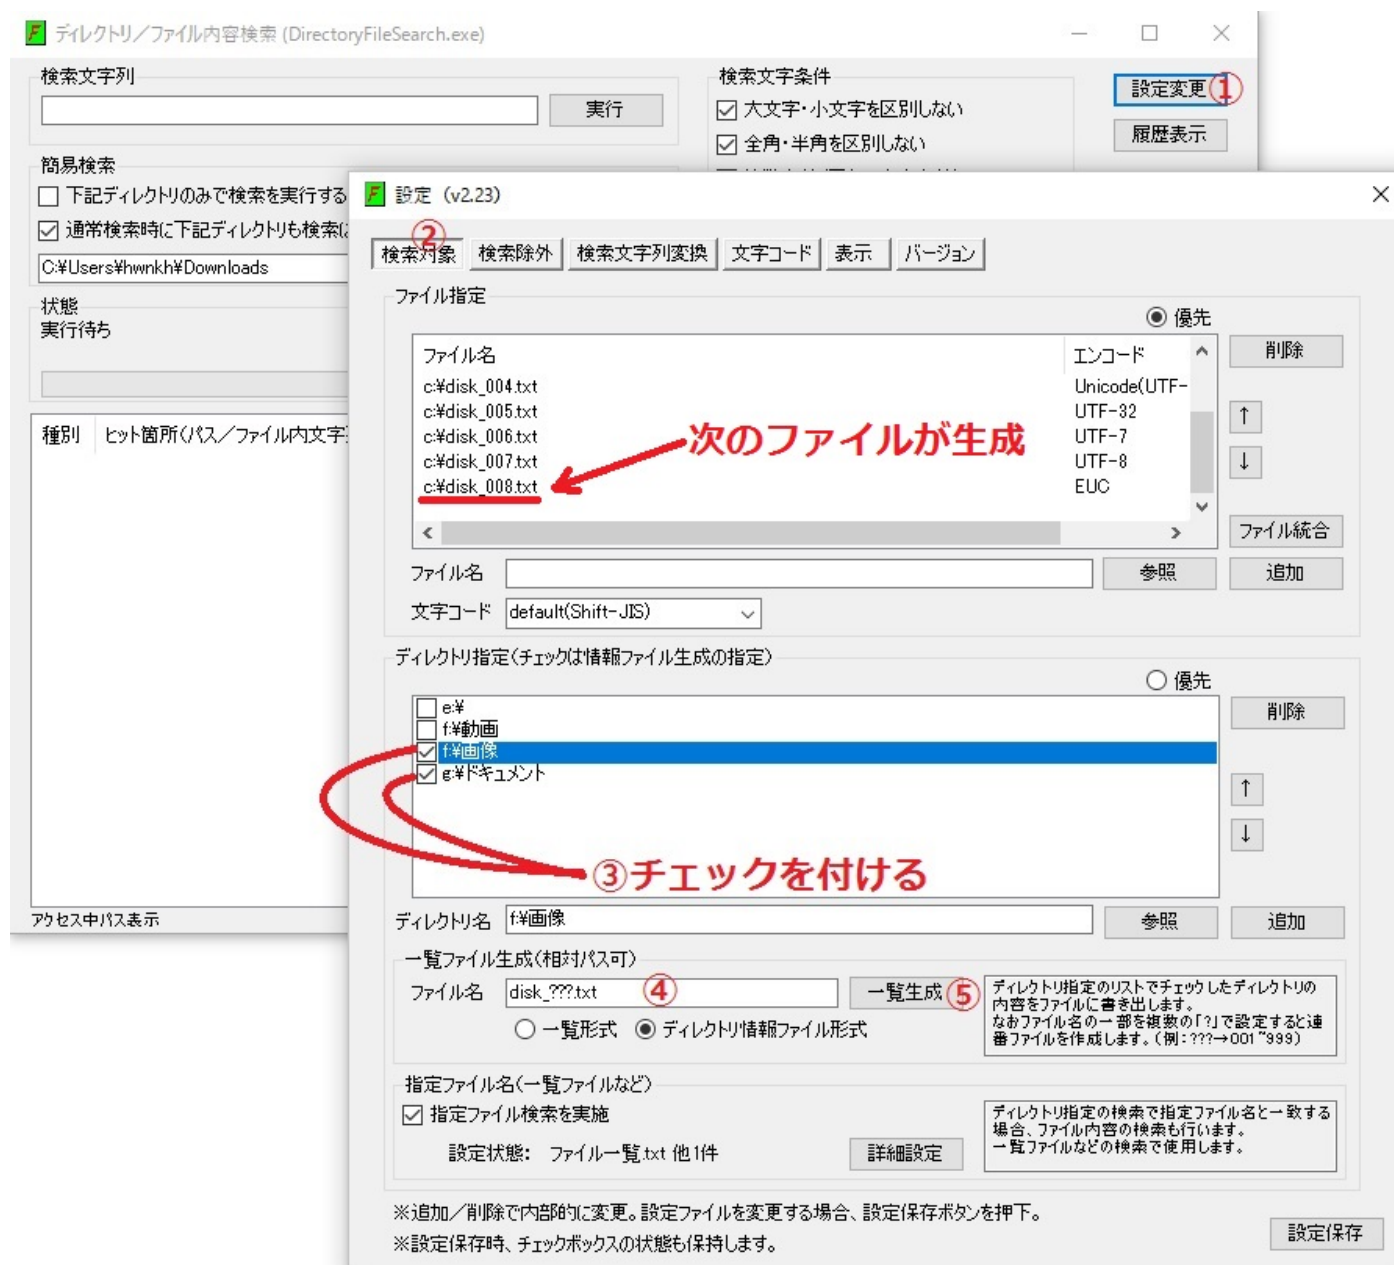 ディレクトリ／ファイル内容検索 (DirectoryFileSearch.exe)
検索文字列
実行
検索文字条件
大文字・小文字を区別しない
全角・半角を区別しない
設定変更①
履歴表示
簡易検索
下記ディレクトリのみで検索を実行する
通常検索時に下記ディレクトリも検索(
C:¥Users¥hwnkh¥Downloads
状態
実行待ち
種別 ヒット箇所(パス／ファイル内文字
アクセス中パス表示
設定 (v2.23)
②
検索対象 検索除外 検索文字列変換 文字コード 表示 バージョン
ファイル指定
優先
ファイル名 エンコード
c:¥disk_004.txt Unicode(UTF-
c:¥disk_005.txt UTF-32
c:¥disk_006.txt UTF-7
c:¥disk_007.txt UTF-8
c:¥disk_008.txt EUC
次のファイルが生成
削除
↑
↓
ファイル統合
ファイル名 参照 追加
文字コード default(Shift-JIS)
ディレクトリ指定(チェックは情報ファイル生成の指定)
優先
e:¥
f:¥動画
f:¥画像
g:¥ドキュメント
削除
↑
↓
③チェックを付ける
ディレクトリ名 f:¥画像 参照 追加
一覧ファイル生成(相対パス可)
ファイル名 disk_???.txt ④ 一覧生成⑤
一覧形式 ディレクトリ情報ファイル形式
ディレクトリ指定のリストでチェックしたディレクトリの
内容をファイルに書き出します。
なおファイル名の一部を複数の「?」で設定すると連
番ファイルを作成します。(例：???→001~999)
指定ファイル名(一覧ファイルなど)
指定ファイル検索を実施
設定状態： ファイル一覧.txt 他1件 詳細設定
ディレクトリ指定の検索で指定ファイル名と一致する
場合、ファイル内容の検索も行います。
一覧ファイルなどの検索で使用します。
※追加／削除で内部的に変更。設定ファイルを変更する場合、設定保存ボタンを押下。
※設定保存時、チェックボックスの状態も保持します。
設定保存